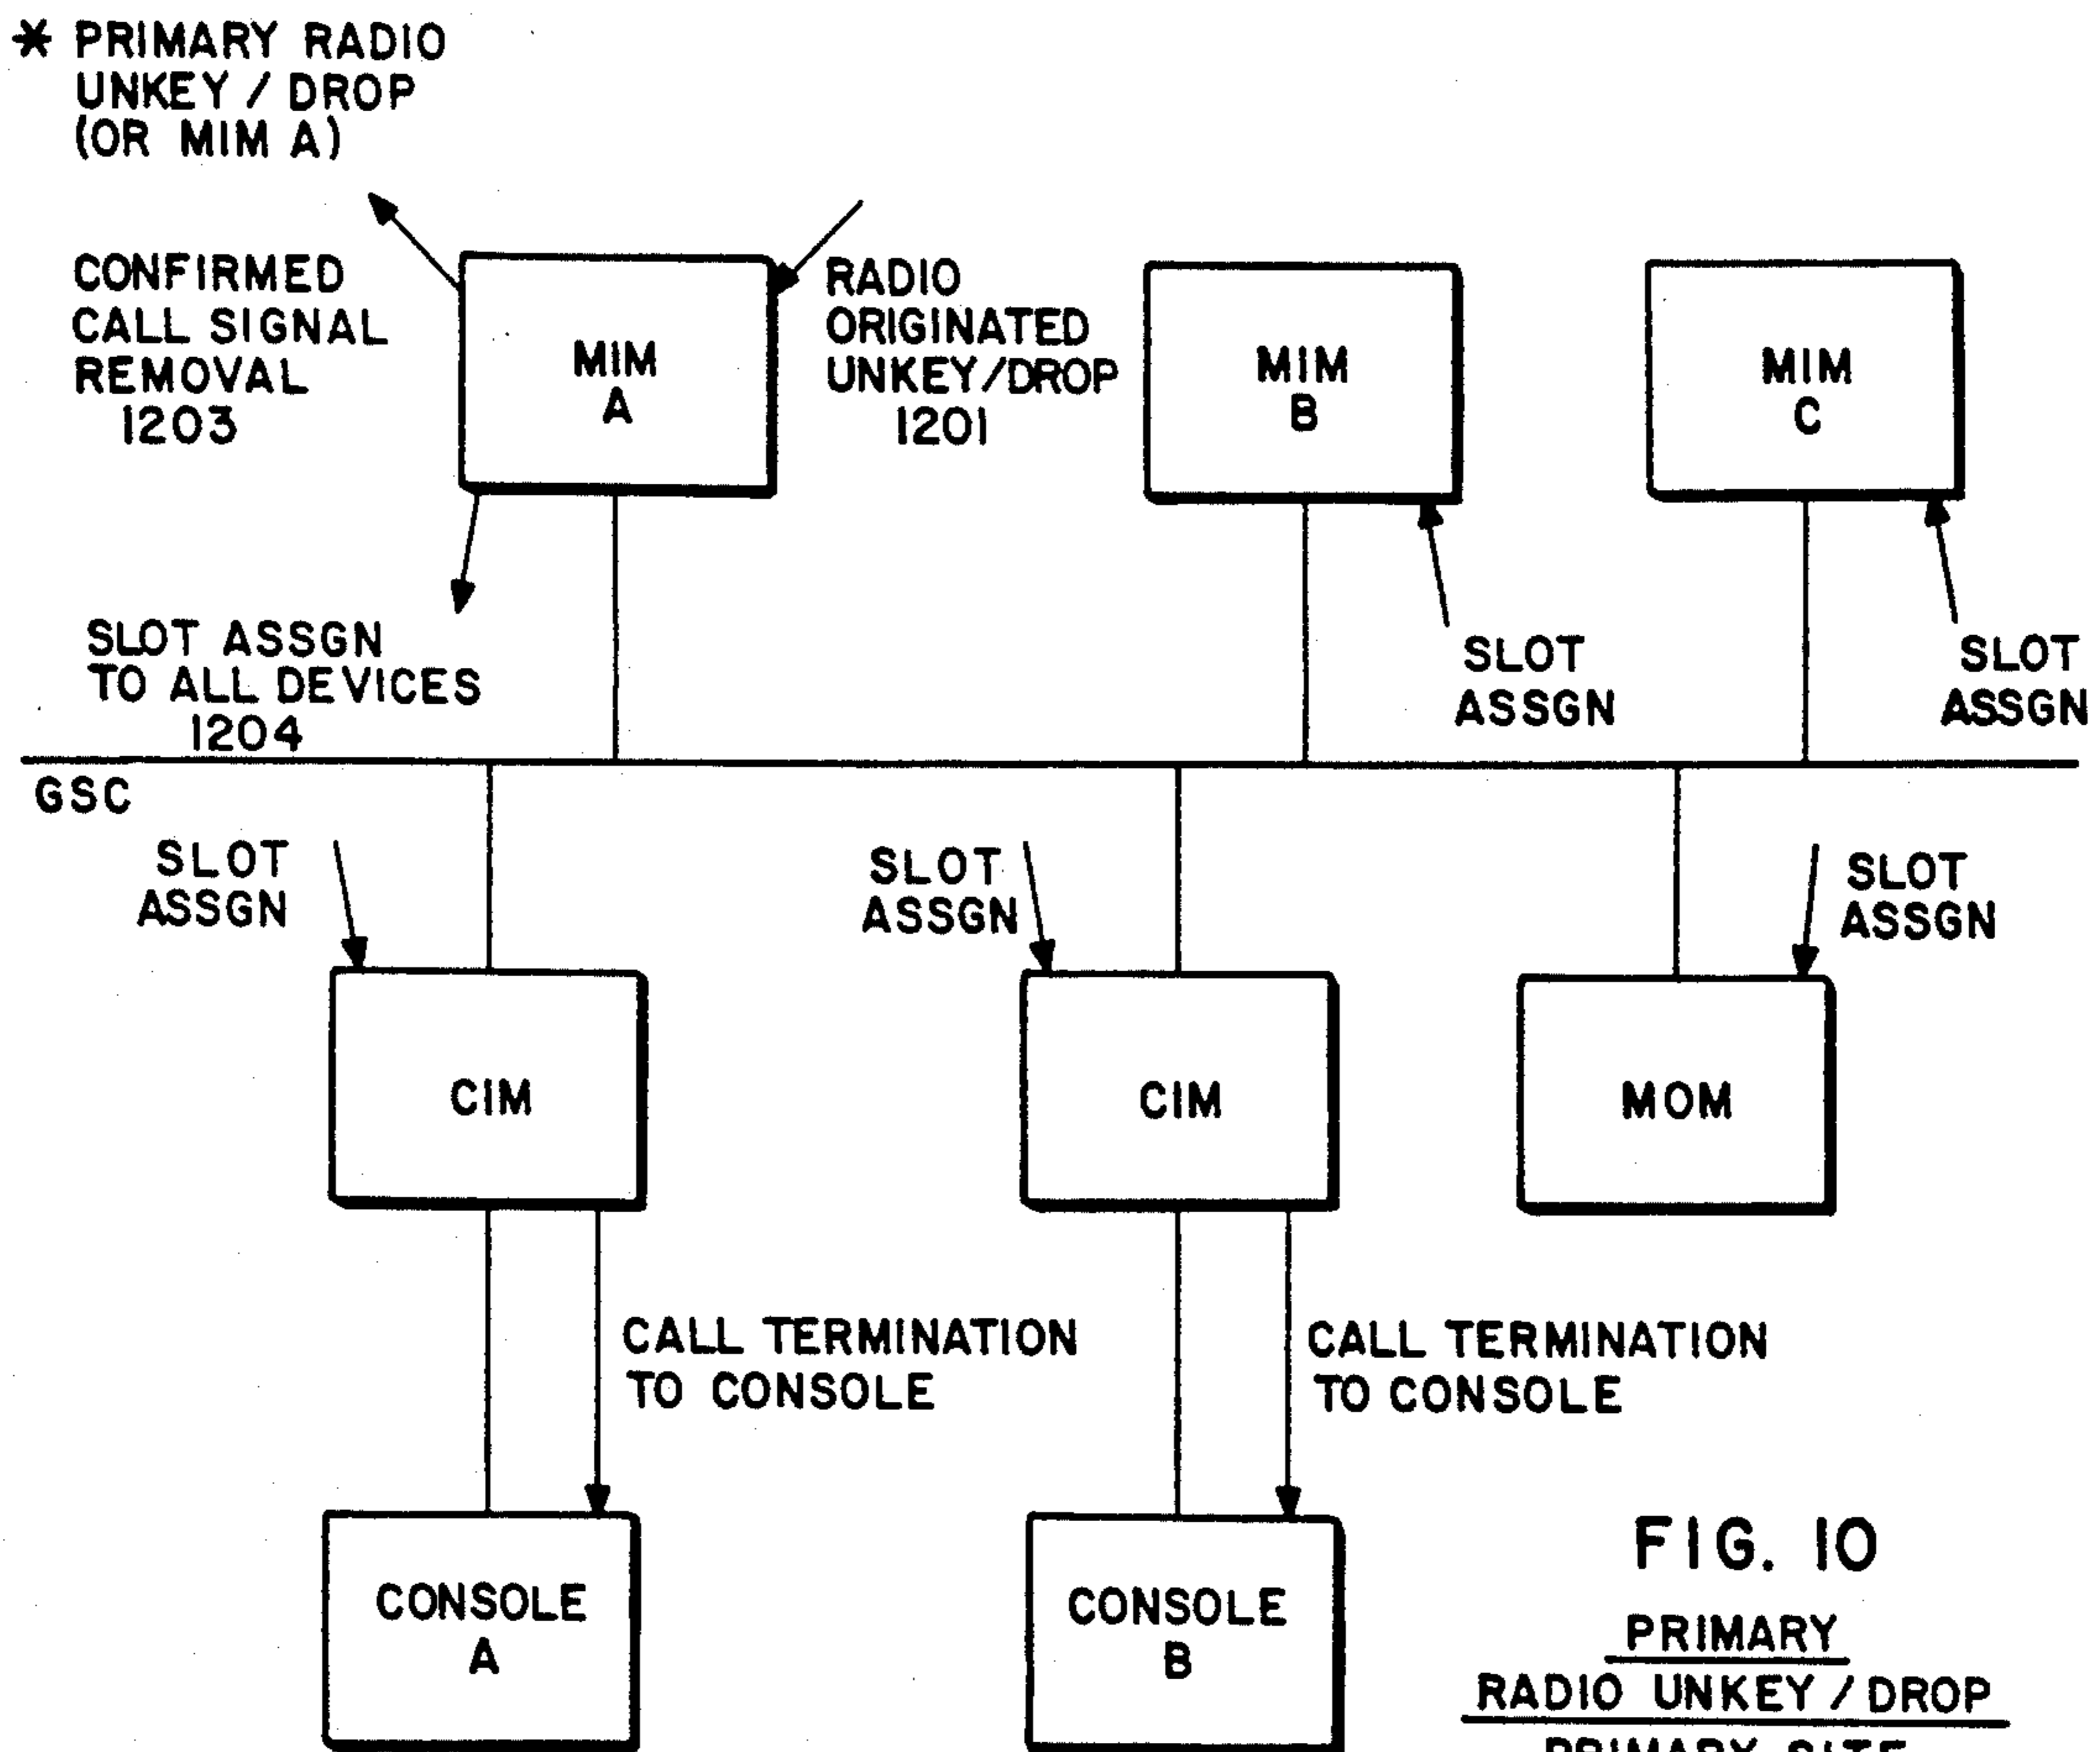 * PRIMARY RADIO
UNKEY / DROP
(OR MIM A)
CONFIRMED
CALL SIGNAL
REMOVAL
1203
MIM
A
RADIO
ORIGINATED
UNKEY/DROP
1201
MIM
B
MIM
C
SLOT ASSGN
TO ALL DEVICES
1204
SLOT
ASSGN
SLOT
ASSGN
GSC
SLOT
ASSGN
SLOT
ASSGN
SLOT
ASSGN
CIM
CIM
MOM
CALL TERMINATION
TO CONSOLE
CALL TERMINATION
TO CONSOLE
CONSOLE
A
CONSOLE
B
FIG. 10
PRIMARY
RADIO UNKEY / DROP
PRIMARY SITE